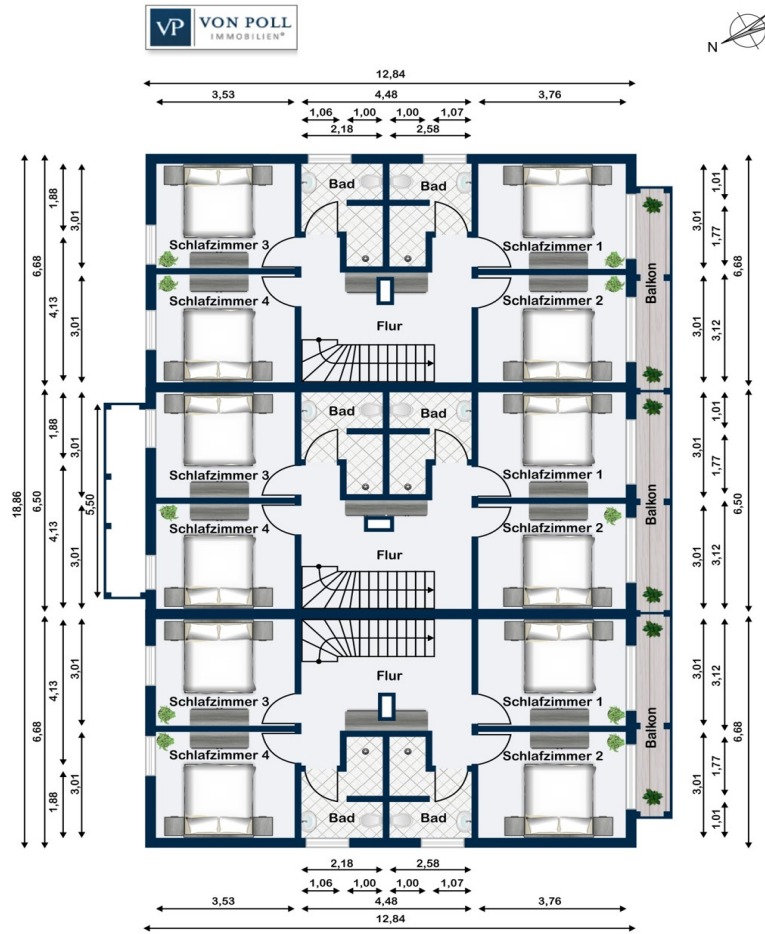 VP VON POLL
IMMOBILIEN®
N
12,84
3,53 4,48 3,76
1,06 1,00 1,00 1,07
2,18 2,58
Bad Bad
Schlafzimmer 3 Schlafzimmer 1
Schlafzimmer 4 Schlafzimmer 2
Flur
Balkon
Bad Bad
Schlafzimmer 3 Schlafzimmer 1
Schlafzimmer 4 Schlafzimmer 2
Flur
Balkon
Flur
Schlafzimmer 3 Schlafzimmer 1
Schlafzimmer 4 Schlafzimmer 2
Bad Bad
Balkon
18,86
6,68
6,50
6,68
1,88
4,13
1,88
4,13
4,13
1,88
3,01
3,01
3,01
3,01
3,01
3,01
5,50
3,01
3,01
3,01
3,01
3,01
3,01
1,01
1,77
3,12
1,01
1,77
3,12
3,12
1,77
1,01
6,68
6,50
6,68
2,18 2,58
1,06 1,00 1,00 1,07
3,53 4,48 3,76
12,84